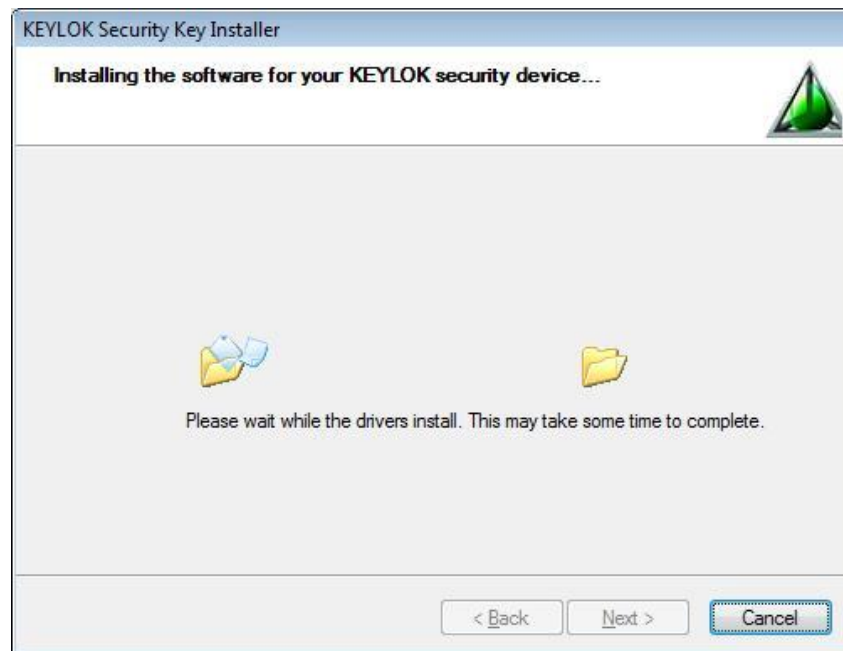 KEYLOK Security Key Installer
Installing the software for your KEYLOK security device...
Please wait while the drivers install. This may take some time to complete.
< Back
Next >
Cancel